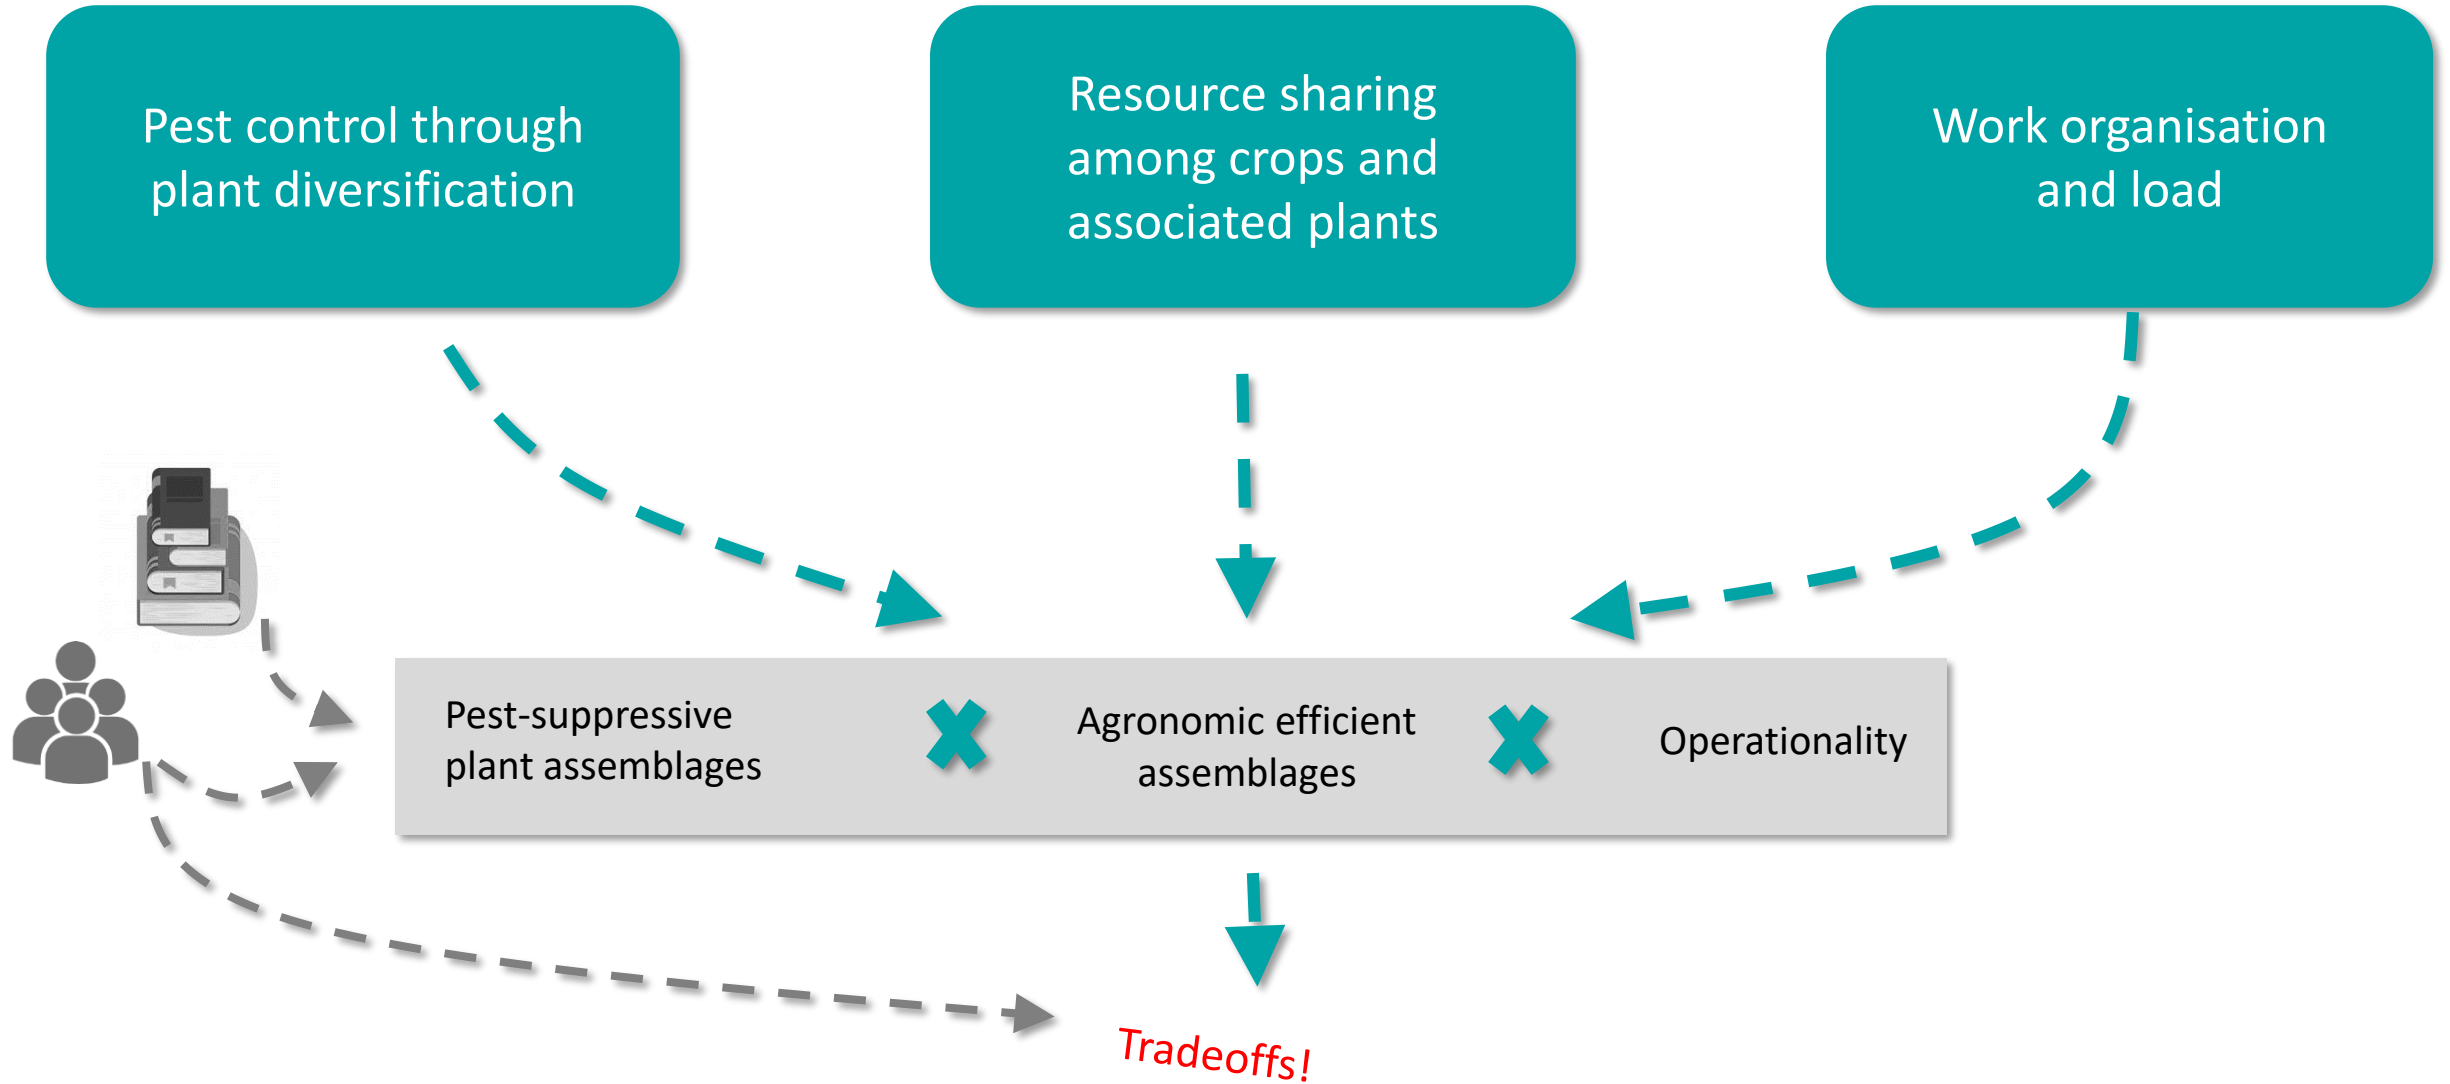 Pest control through
plant diversification
Resource sharing
among crops and
associated plants
Work organisation
and load
Pest-suppressive
plant assemblages
Agronomic efficient
assemblages
Operationality
Tradeoffs!